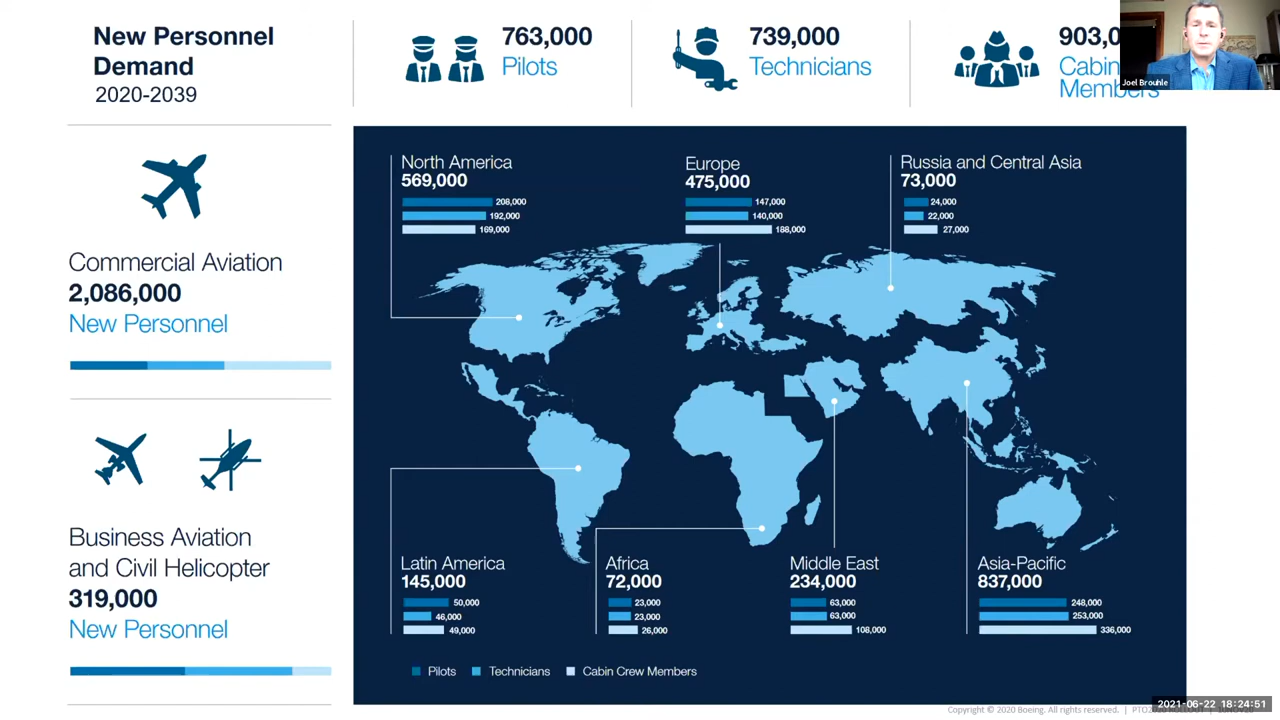 New Personnel
Demand
2020-2039
763,000
Pilots
739,000
Technicians
903,0
Cabin
Members
Joel Brouhle
Commercial Aviation
2,086,000
New Personnel
Business Aviation
and Civil Helicopter
319,000
New Personnel
North America
569,000
208,000
192,000
169,000
Europe
475,000
147,000
140,000
188,000
Russia and Central Asia
73,000
24,000
22,000
27,000
Latin America
145,000
50,000
46,000
49,000
Africa
72,000
23,000
23,000
26,000
Middle East
234,000
63,000
63,000
108,000
Asia-Pacific
837,000
248,000
253,000
336,000
Pilots Technicians Cabin Crew Members
Copyright © 2020 Boeing. All rights reserved. |
2021-06-22 18:24:51